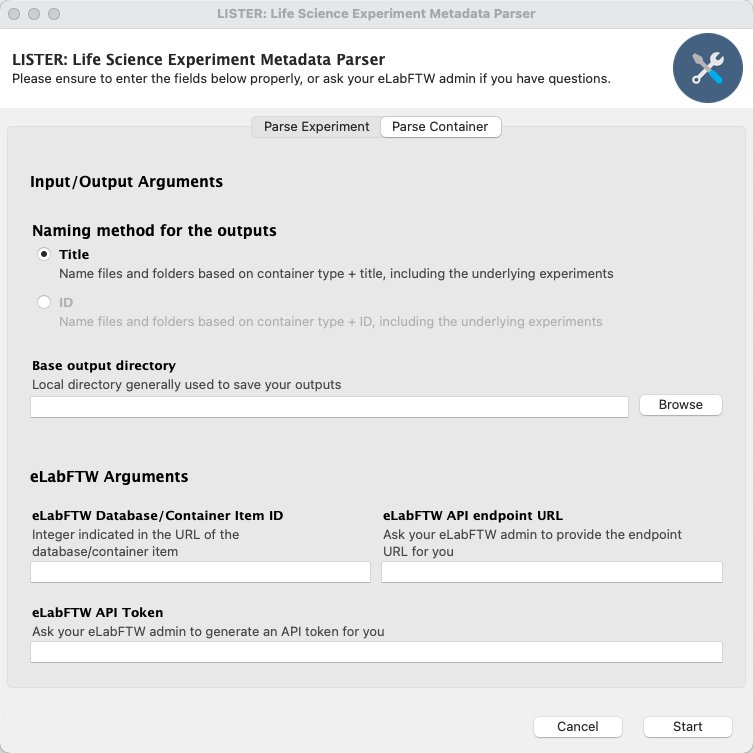 LISTER: Life Science Experiment Metadata Parser
LISTER: Life Science Experiment Metadata Parser
Please ensure to enter the fields below properly, or ask your eLabFTW admin if you have questions.
Parse Experiment
Parse Container
Input/Output Arguments
Naming method for the outputs
Title
Name files and folders based on container type + title, including the underlying experiments
ID
Name files and folders based on container type + ID, including the underlying experiments
Base output directory
Local directory generally used to save your outputs
Browse
eLabFTW Arguments
eLabFTW Database/Container Item ID
Integer indicated in the URL of the
database/container item
eLabFTW API endpoint URL
Ask your eLabFTW admin to provide the endpoint
URL for you
eLabFTW API Token
Ask your eLabFTW admin to generate an API token for you
Cancel
Start